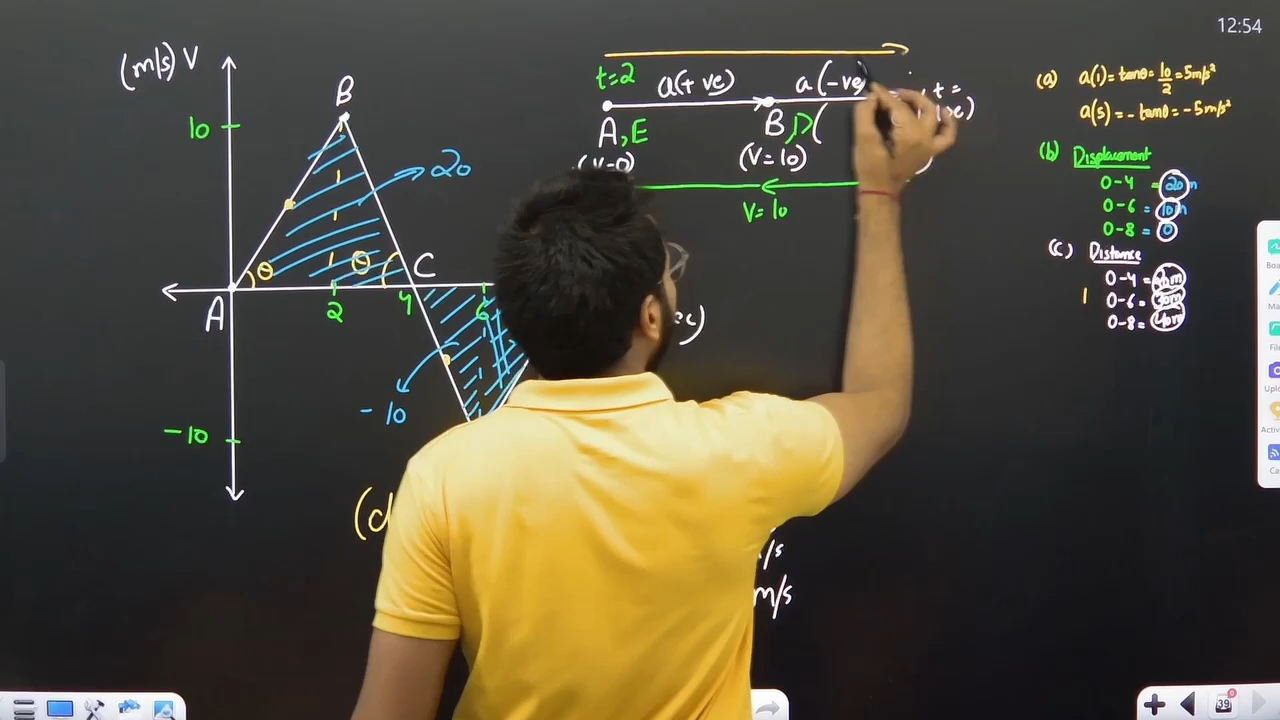 12:54
(m/s) V
B
10
20
θ
θ
C
A
2
4
6
-10
-10
(d
t=2
a(+ve)
a(-ve)
t=
A,E
B,D(
(V=10)
V=10
(a) a(1)=tanθ=10/2=5m/s²
a(5)=-tanθ=-5m/s²
(b) Displacement
0-4 = 20m
0-6 = 10m
0-8 = 0
(c) Distance
0-4 =
1 0-6 =
0-8 = 40m
m/s
39